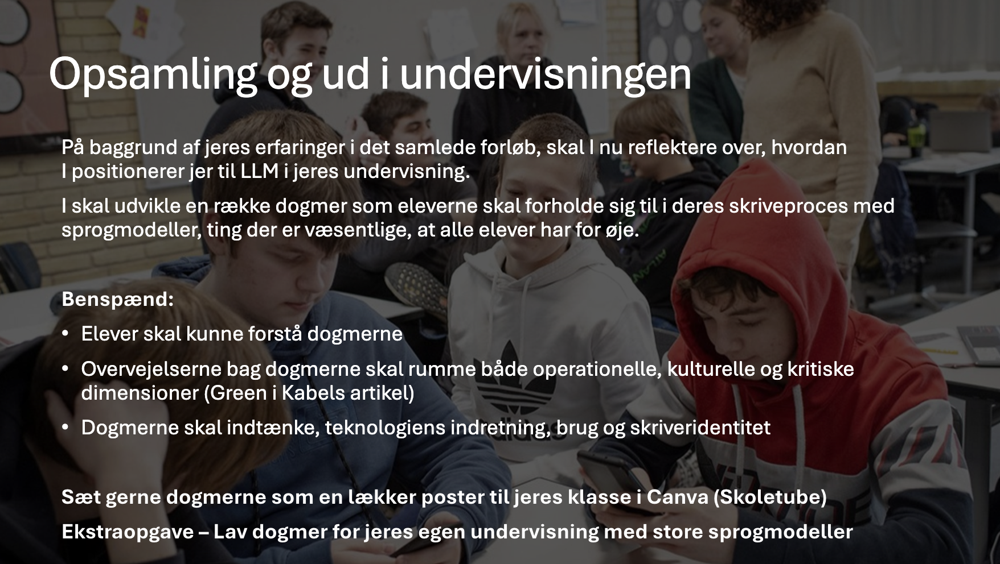 Opsamling og ud i undervisningen
På baggrund af jeres erfaringer i det samlede forløb, skal I nu reflektere over, hvordan
I positionerer jer til LLM i jeres undervisning.
I skal udvikle en række dogmer som eleverne skal forholde sig til i deres skriveproces med
sprogmodeller, ting der er væsentlige, at alle elever har for øje.
Benspænd:
• Elever skal kunne forstå dogmerne
• Overvejelserne bag dogmerne skal rumme både operationelle, kulturelle og kritiske
dimensioner (Green i Kabels artikel)
• Dogmerne skal indtænke, teknologiens indretning, brug og skriveridentitet
Sæt gerne dogmerne som en lækker poster til jeres klasse i Canva (Skoletube)
Ekstraopgave – Lav dogmer for jeres egen undervisning med store sprogmodeller
adidas